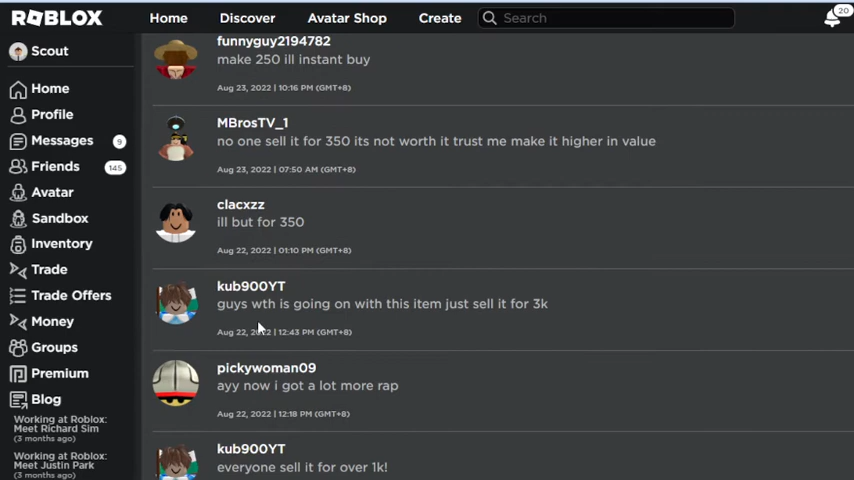 ROBLOX Home Discover Avatar Shop Create Search 20
Scout
Home
Profile
Messages 9
Friends 145
Avatar
Sandbox
Inventory
Trade
Trade Offers
Money
Groups
Premium
Blog
Working at Roblox:
Meet Richard Sim
(3 months ago)
Working at Roblox:
Meet Justin Park
(3 months ago)
funnyguy2194782
make 250 ill instant buy
Aug 23, 2022 | 10:16 PM (GMT+8)
MBrosTV_1
no one sell it for 350 its not worth it trust me make it higher in value
Aug 23, 2022 | 07:50 AM (GMT+8)
clacxzz
ill but for 350
Aug 22, 2022 | 01:10 PM (GMT+8)
kub900YT
guys wth is going on with this item just sell it for 3k
Aug 22, 2022 | 12:43 PM (GMT+8)
pickywoman09
ayy now i got a lot more rap
Aug 22, 2022 | 12:18 PM (GMT+8)
kub900YT
everyone sell it for over 1k!